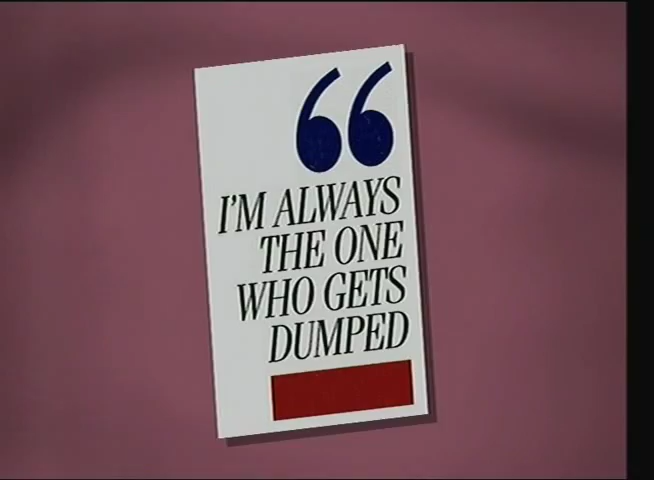 “
I'M ALWAYS
THE ONE
WHO GETS
DUMPED